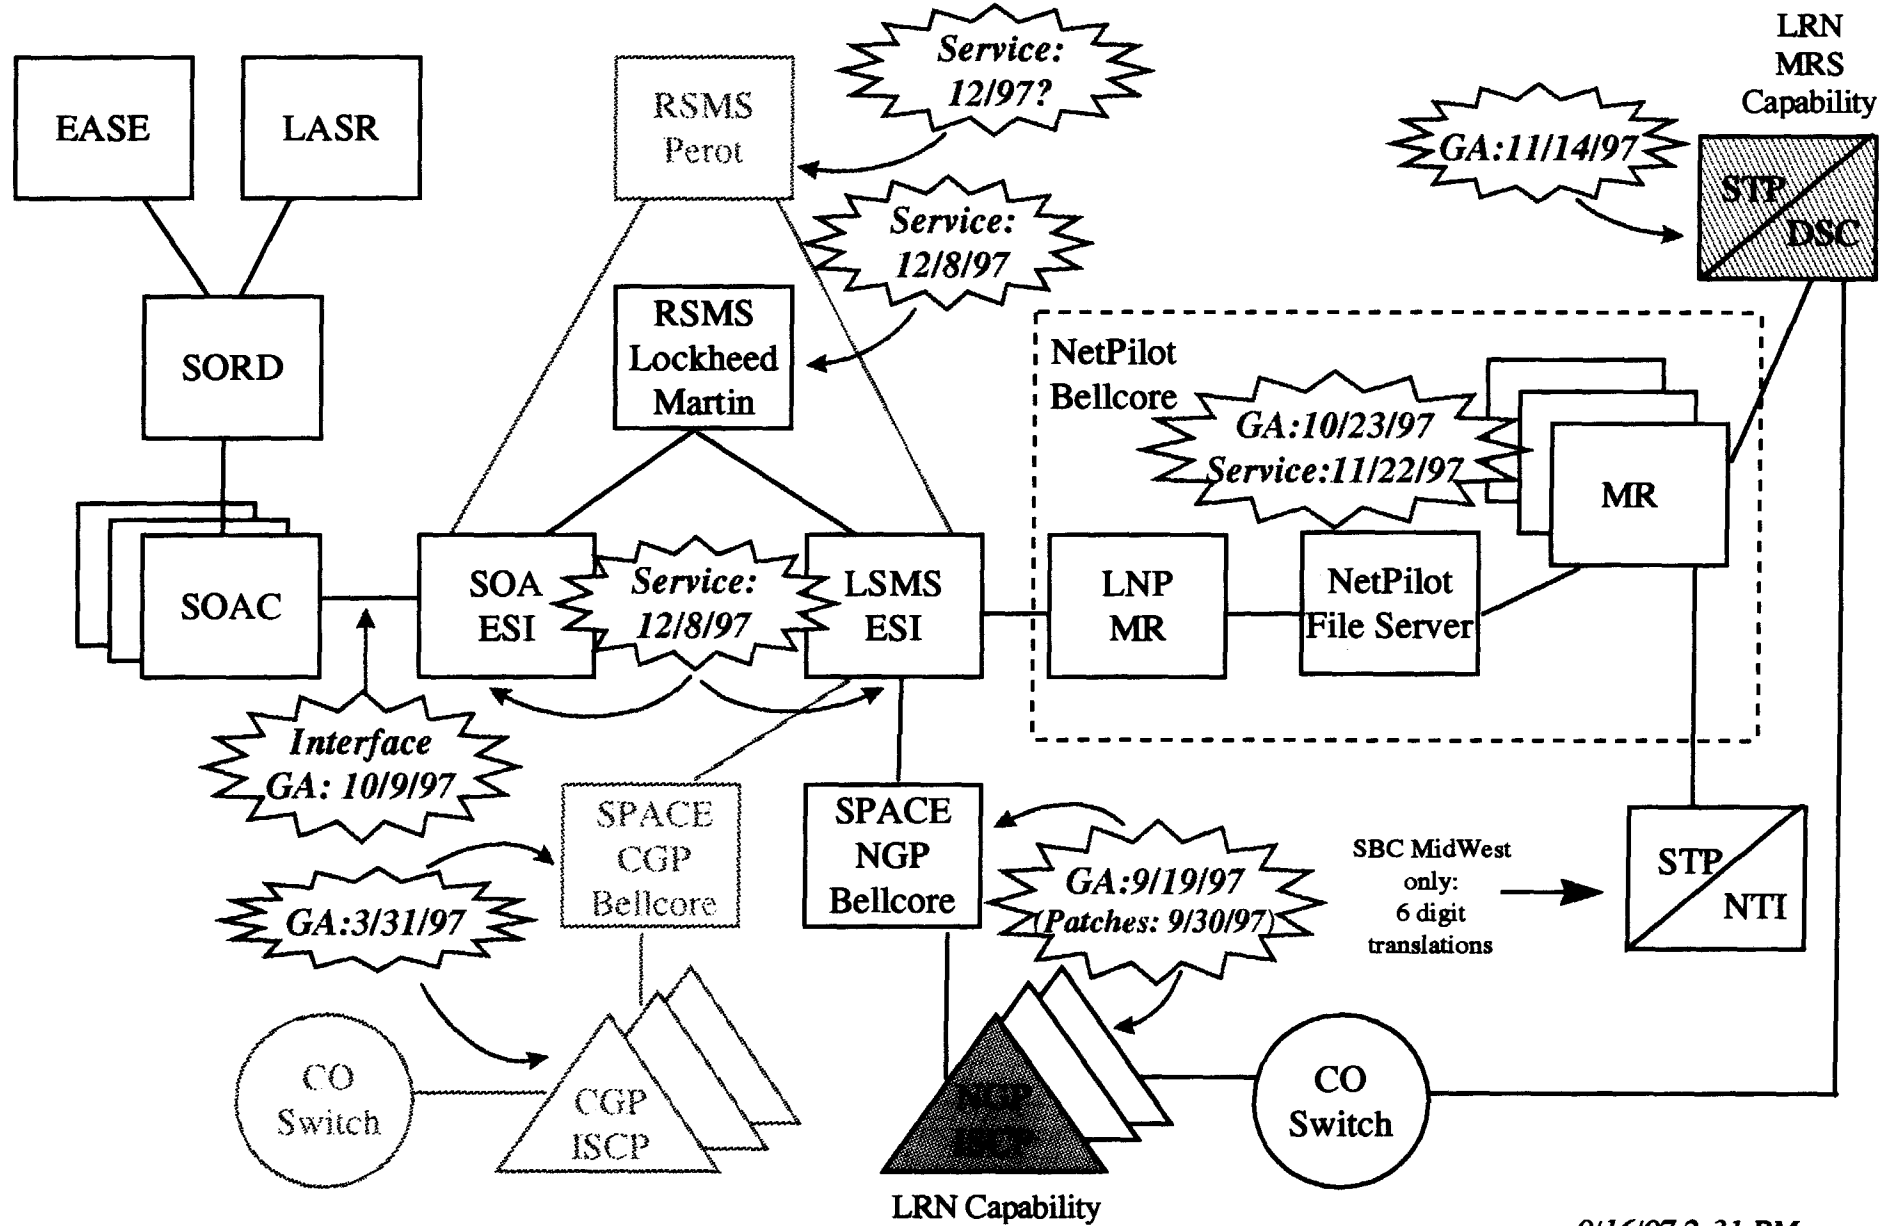 Service:
12/97?
LRN
MRS
Capability
EASE
LASR
RSMS
Perot
GA:11/14/97
STP
DSC
Service:
12/8/97
RSMS
Lockheed
Martin
SORD
NetPilot
Bellcore
GA:10/23/97
Service:11/22/97
MR
SOAC
SOA
ESI
Service:
12/8/97
LSMS
ESI
LNP
MR
NetPilot
File Server
Interface
GA: 10/9/97
SPACE
CGP
Bellcore
SPACE
NGP
Bellcore
GA:9/19/97
(Patches: 9/30/97)
SBC MidWest
only:
6 digit
translations
STP
NTI
GA:3/31/97
CO
Switch
CGP
ISCP
NGP
ISCP
CO
Switch
LRN Capability